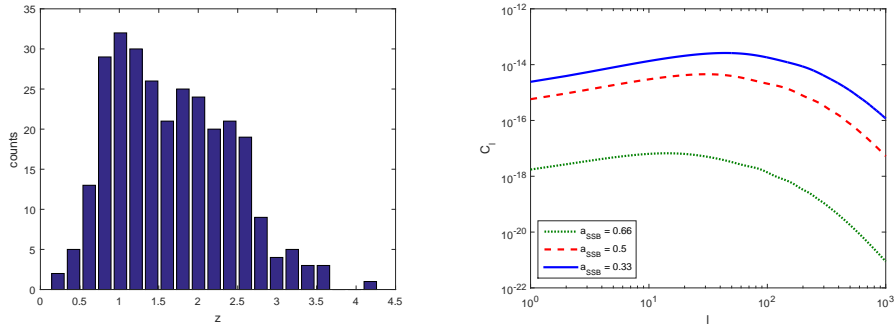 35
30
25
20
15
10
5
0
counts
0 0.5 1 1.5 2 2.5 3 3.5 4 4.5
z
10^-12
10^-14
10^-16
10^-18
10^-20
10^-22
C_l
a_SSB = 0.66
a_SSB = 0.5
a_SSB = 0.33
10^0 10^1 10^2 10^3
l